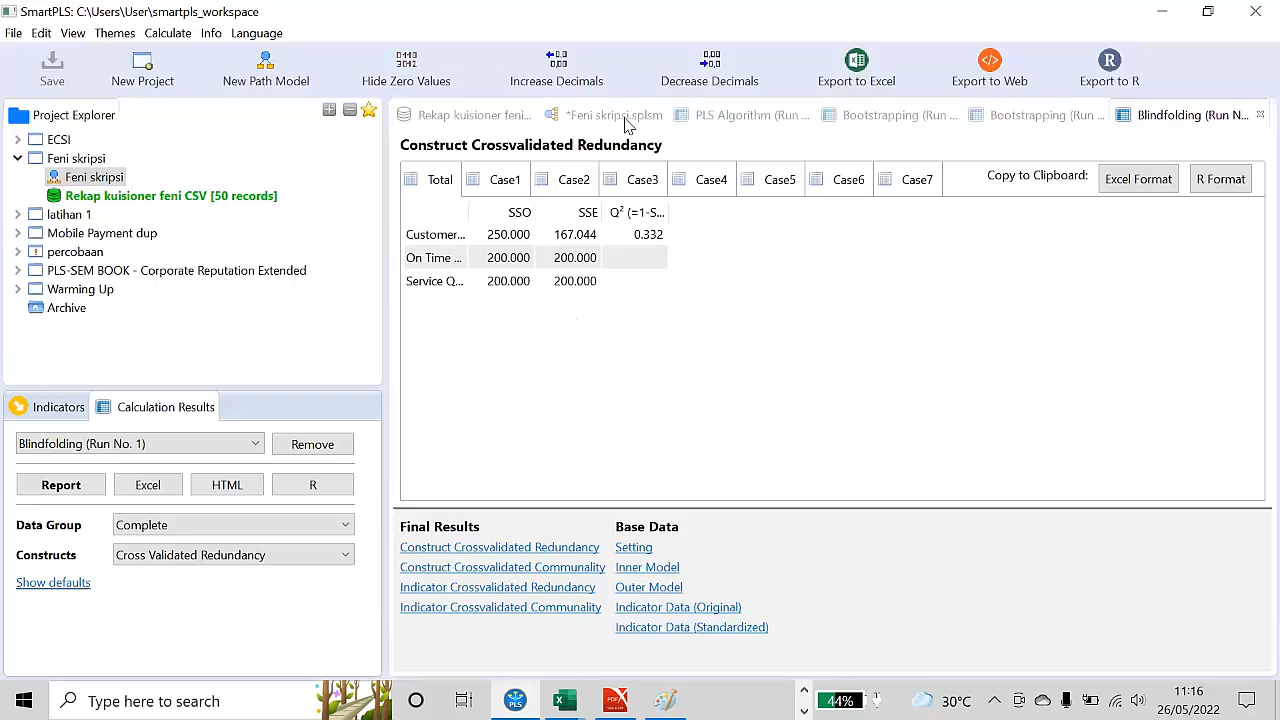 SmartPLS: C:\Users\User\smartpls_workspace
File Edit View Themes Calculate Info Language
Save New Project New Path Model Hide Zero Values Increase Decimals Decrease Decimals Export to Excel Export to Web Export to R
Project Explorer
ECSI
Feni skripsi
Feni skripsi
Rekap kuisioner feni CSV [50 records]
latihan 1
Mobile Payment dup
percobaan
PLS-SEM BOOK - Corporate Reputation Extended
Warming Up
Archive
Indicators Calculation Results
Blindfolding (Run No. 1) Remove
Report Excel HTML R
Data Group Complete
Constructs Cross Validated Redundancy
Show defaults
Rekap kuisioner feni... *Feni skripsi.splsm PLS Algorithm (Run ... Bootstrapping (Run ... Bootstrapping (Run ... Blindfolding (Run N...
Construct Crossvalidated Redundancy
Total Case1 Case2 Case3 Case4 Case5 Case6 Case7 Copy to Clipboard: Excel Format R Format
SSO SSE Q² (=1-S...
Customer... 250.000 167.044 0.332
On Time ... 200.000 200.000
Service Q... 200.000 200.000
Final Results Base Data
Construct Crossvalidated Redundancy Setting
Construct Crossvalidated Communality Inner Model
Indicator Crossvalidated Redundancy Outer Model
Indicator Crossvalidated Communality Indicator Data (Original)
Indicator Data (Standardized)
Type here to search PLS 44% 30°C 11:16
26/05/2022